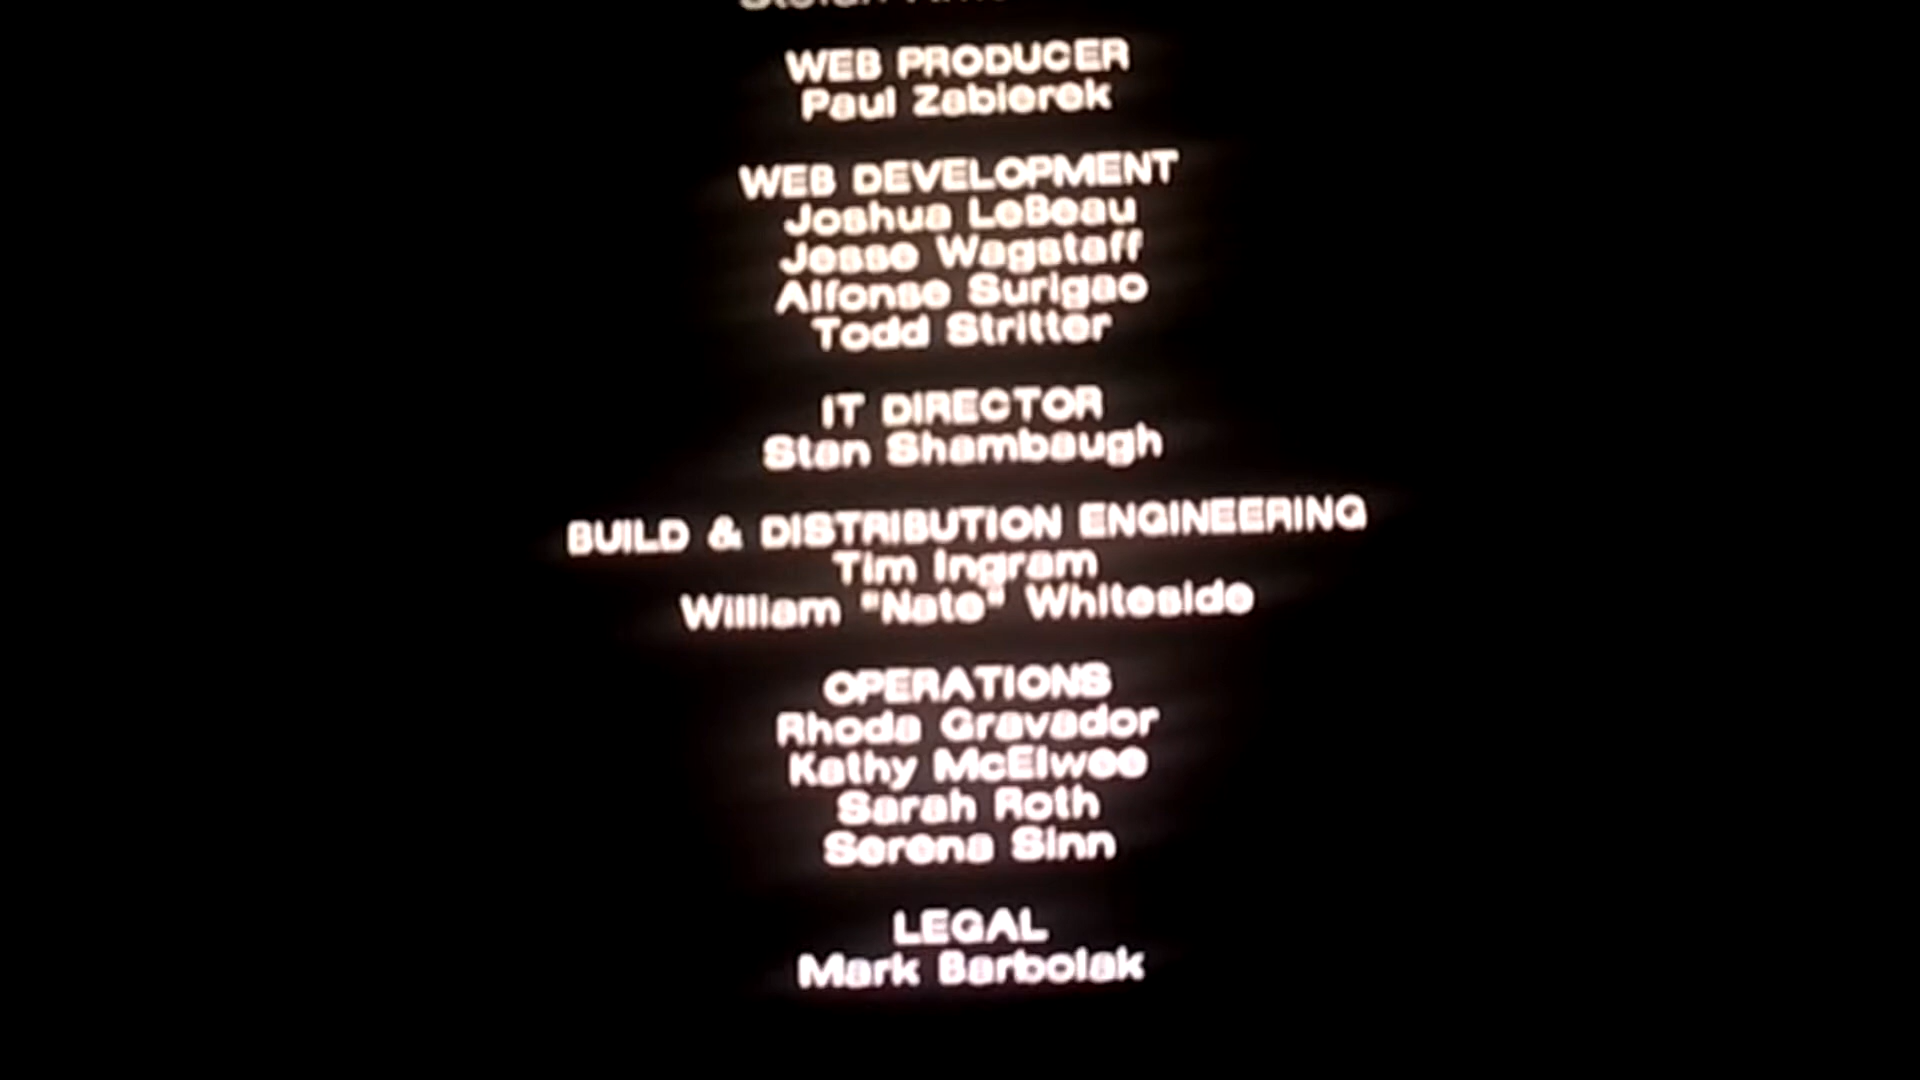 WEB PRODUCER
Paul Zabierek
WEB DEVELOPMENT
Joshua LeBeau
Jesse Wagstaff
Alfonso Surigao
Todd Stritter
IT DIRECTOR
Stan Shambaugh
BUILD & DISTRIBUTION ENGINEERING
Tim Ingram
William "Nate" Whiteside
OPERATIONS
Rhoda Gravador
Kathy McElwee
Sarah Roth
Serena Sinn
LEGAL
Mark Barbolak